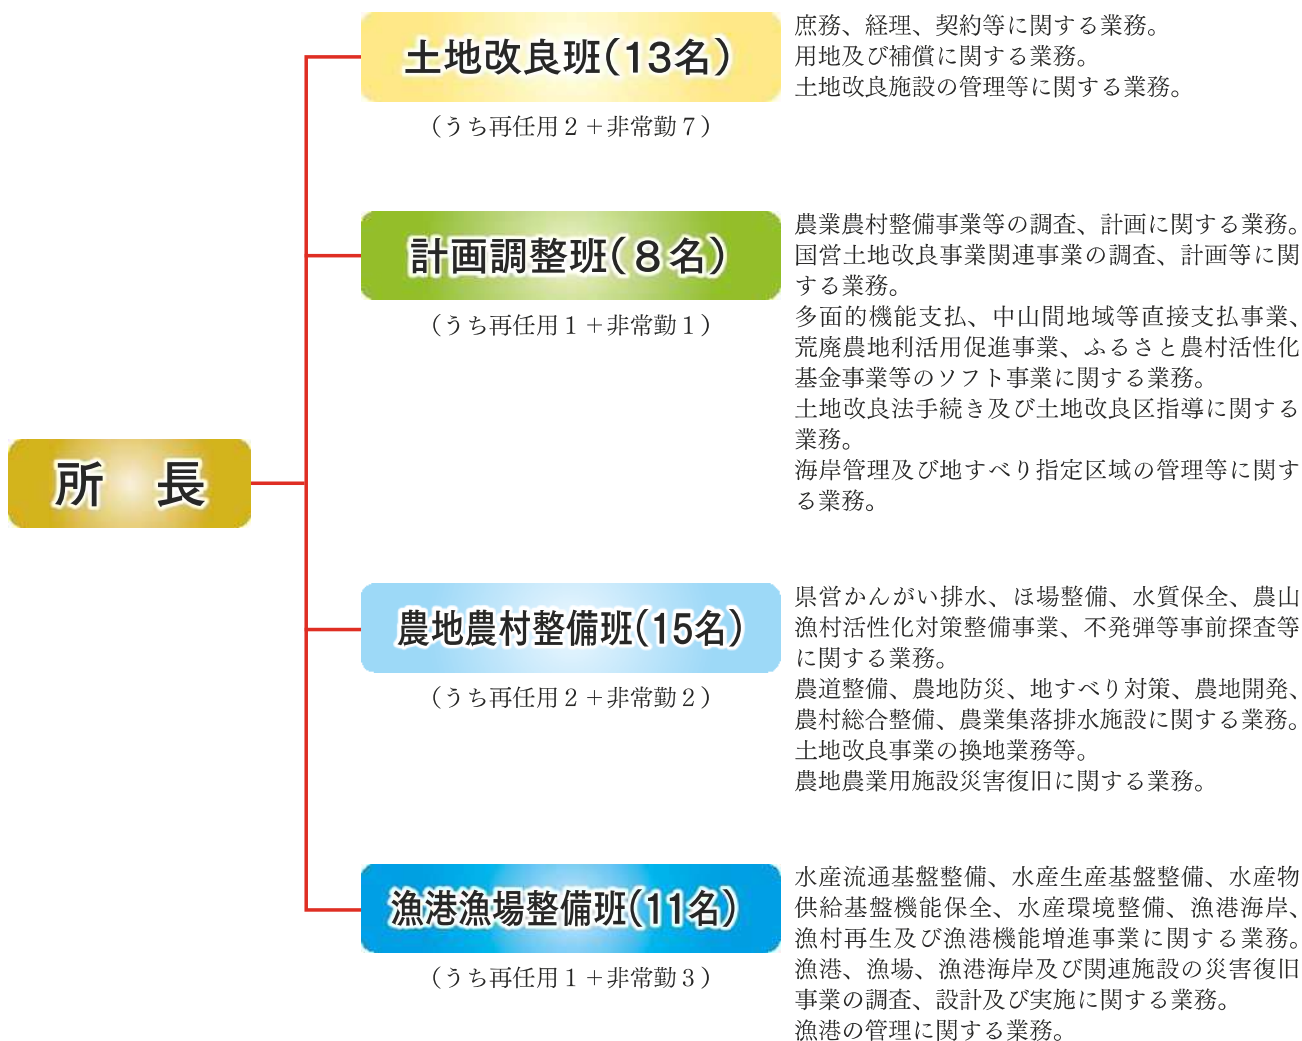 所　長
土地改良班(13名)
(うち再任用２＋非常勤７)
庶務、経理、契約等に関する業務。
用地及び補償に関する業務。
土地改良施設の管理等に関する業務。
計画調整班(８名)
(うち再任用１＋非常勤１)
農業農村整備事業等の調査、計画に関する業務。
国営土地改良事業関連事業の調査、計画等に関
する業務。
多面的機能支払、中山間地域等直接支払事業、
荒廃農地利活用促進事業、ふるさと農村活性化
基金事業等のソフト事業に関する業務。
土地改良法手続き及び土地改良区指導に関する
業務。
海岸管理及び地すべり指定区域の管理等に関す
る業務。
農地農村整備班(15名)
(うち再任用２＋非常勤２)
県営かんがい排水、ほ場整備、水質保全、農山
漁村活性化対策整備事業、不発弾等事前探査等
に関する業務。
農道整備、農地防災、地すべり対策、農地開発、
農村総合整備、農業集落排水施設に関する業務。
土地改良事業の換地業務等。
農地農業用施設災害復旧に関する業務。
漁港漁場整備班(11名)
(うち再任用１＋非常勤３)
水産流通基盤整備、水産生産基盤整備、水産物
供給基盤機能保全、水産環境整備、漁港海岸、
漁村再生及び漁港機能増進事業に関する業務。
漁港、漁場、漁港海岸及び関連施設の災害復旧
事業の調査、設計及び実施に関する業務。
漁港の管理に関する業務。